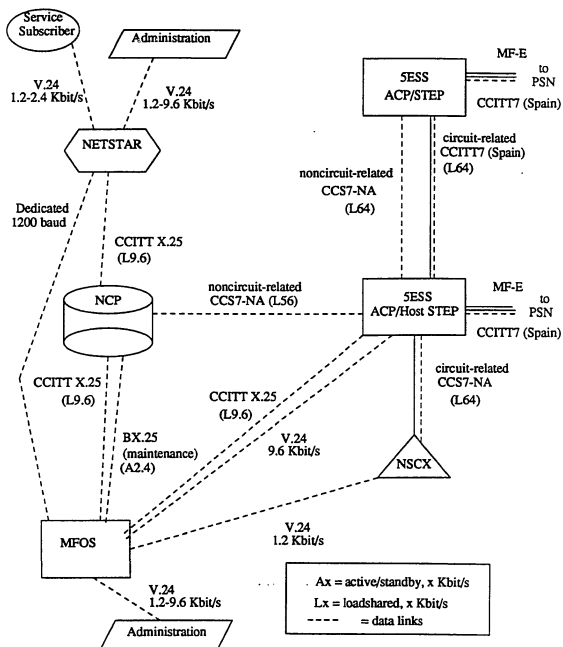 Service
Subscriber
Administration
V.24
1.2-2.4 Kbit/s
V.24
1.2-9.6 Kbit/s
NETSTAR
Dedicated
1200 baud
CCITT X.25
(L9.6)
NCP
noncircuit-related
CCS7-NA (L56)
5ESS
ACP/STEP
MF-E
to
PSN
CCITT7 (Spain)
noncircuit-related
CCS7-NA
(L64)
circuit-related
CCITT7 (Spain)
(L64)
5ESS
ACP/Host STEP
MF-E
to
PSN
CCITT7 (Spain)
CCITT X.25
(L9.6)
BX.25
(maintenance)
(A2.4)
CCITT X.25
(L9.6)
V.24
9.6 Kbit/s
circuit-related
CCS7-NA
(L64)
NSCX
V.24
1.2 Kbit/s
MFOS
V.24
1.2-9.6 Kbit/s
Administration
Ax = active/standby, x Kbit/s
Lx = loadshared, x Kbit/s
= data links